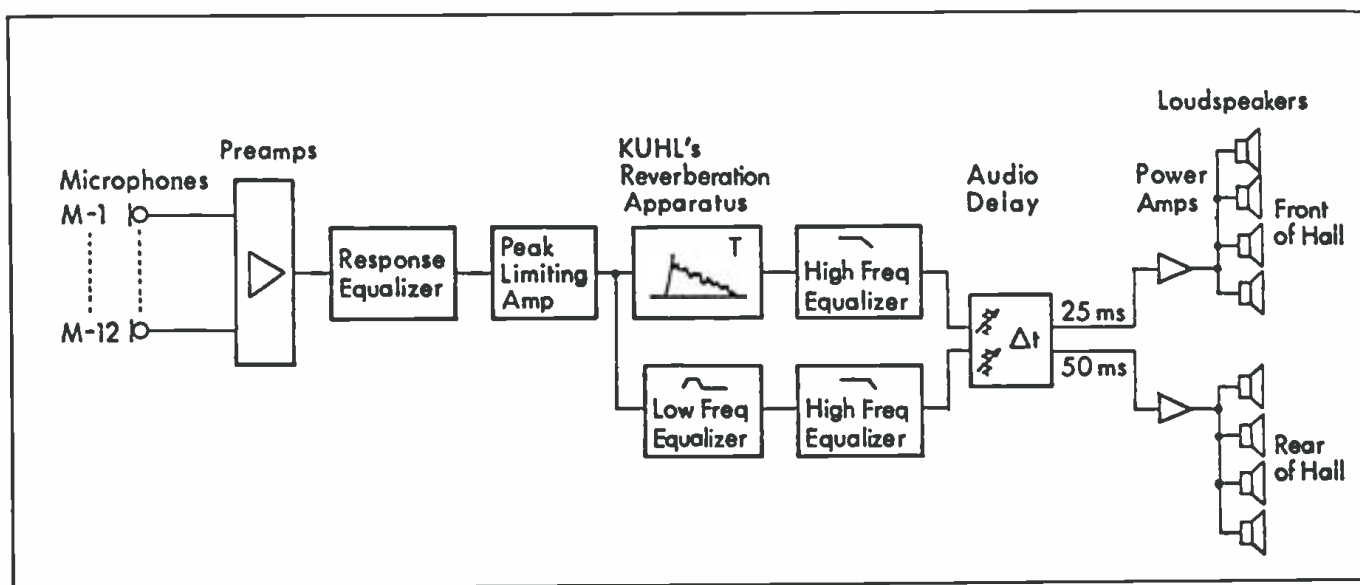 Microphones
M-1
M-12
Preamps
Response
Equalizer
Peak
Limiting
Amp
KUHL's
Reverberation
Apparatus
T
High Freq
Equalizer
Low Freq
Equalizer
High Freq
Equalizer
Audio
Delay
Δt
25 ms
50 ms
Power
Amps
Loudspeakers
Front
of Hall
Rear
of Hall